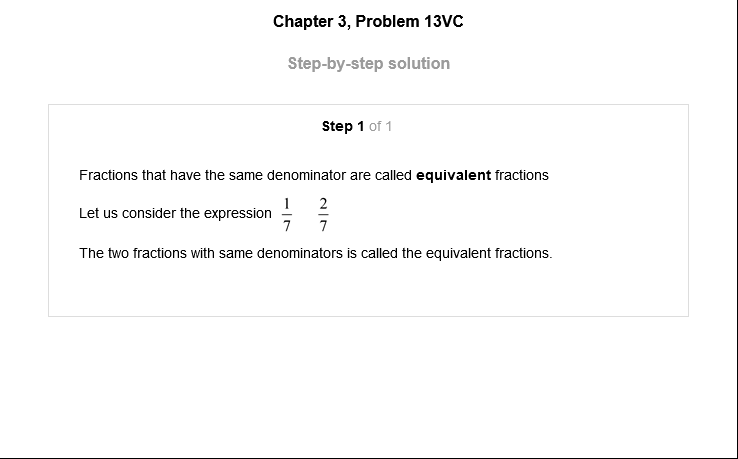 Chapter 3, Problem 13VC
Step-by-step solution
Step 1 of 1
Fractions that have the same denominator are called equivalent fractions
Let us consider the expression 1/7 2/7
The two fractions with same denominators is called the equivalent fractions.